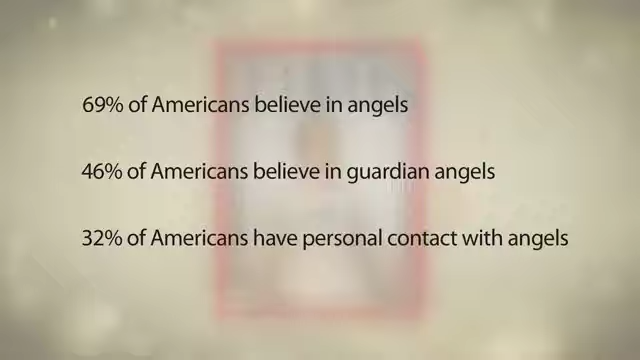 69% of Americans believe in angels
46% of Americans believe in guardian angels
32% of Americans have personal contact with angels